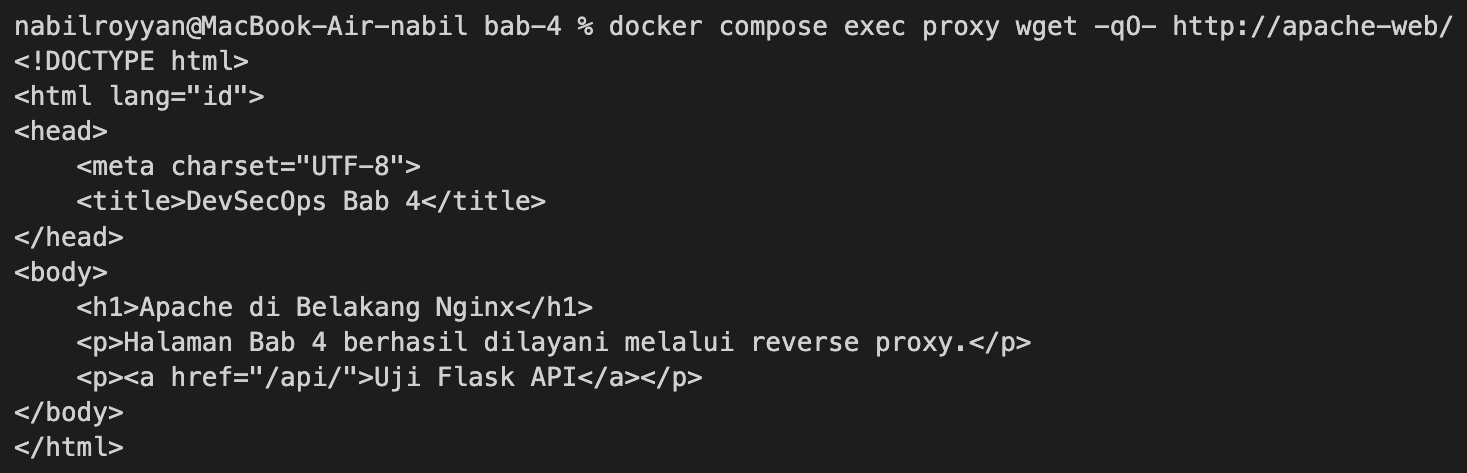 nabilroyyan@MacBook-Air-nabil bab-4 % docker compose exec proxy wget -qO- http://apache-web/
<!DOCTYPE html>
<html lang="id">
<head>
    <meta charset="UTF-8">
    <title>DevSecOps Bab 4</title>
</head>
<body>
    <h1>Apache di Belakang Nginx</h1>
    <p>Halaman Bab 4 berhasil dilayani melalui reverse proxy.</p>
    <p><a href="/api/">Uji Flask API</a></p>
</body>
</html>